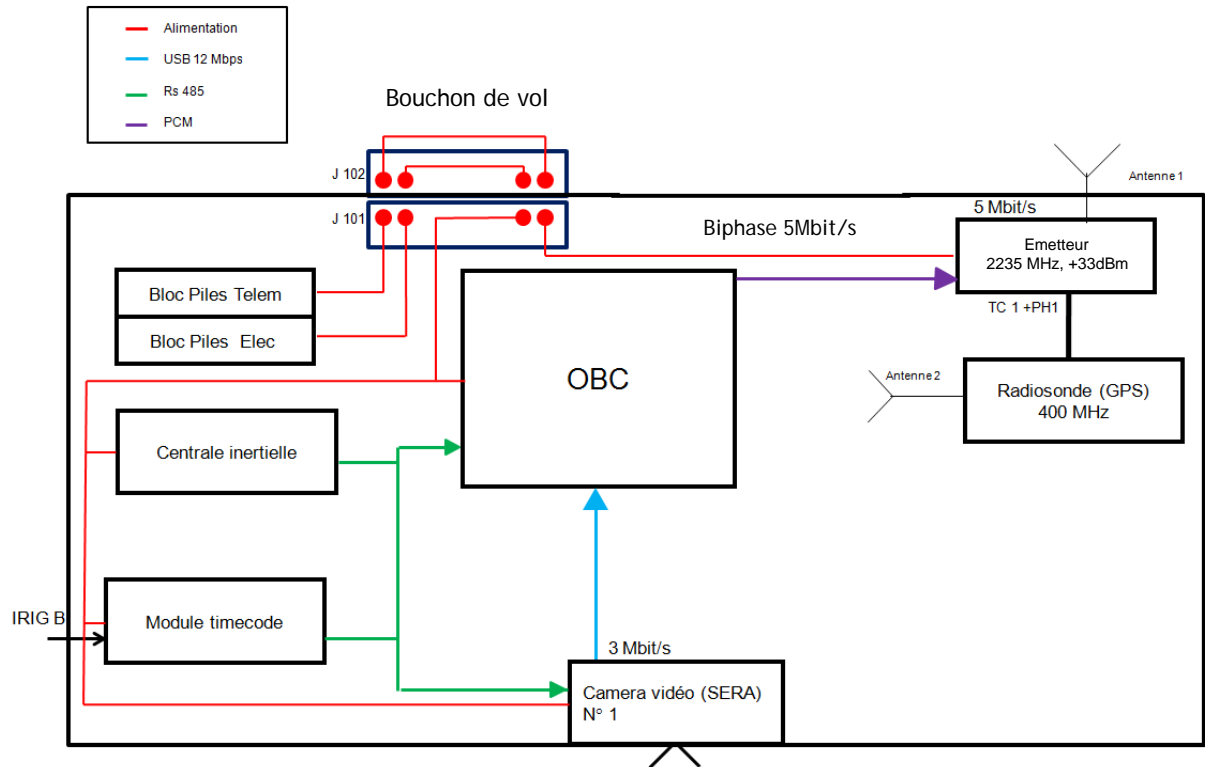 Alimentation
USB 12 Mbps
Rs 485
PCM
Bouchon de vol
J 102
J 101
Antenne 1
5 Mbit/s
Biphase 5Mbit/s
Emetteur
2235 MHz, +33dBm
TC 1 +PH1
Bloc Piles Telem
Bloc Piles Elec
OBC
Antenne 2
Radiosonde (GPS)
400 MHz
Centrale inertielle
IRIG B
Module timecode
3 Mbit/s
Camera vidéo (SERA)
N° 1